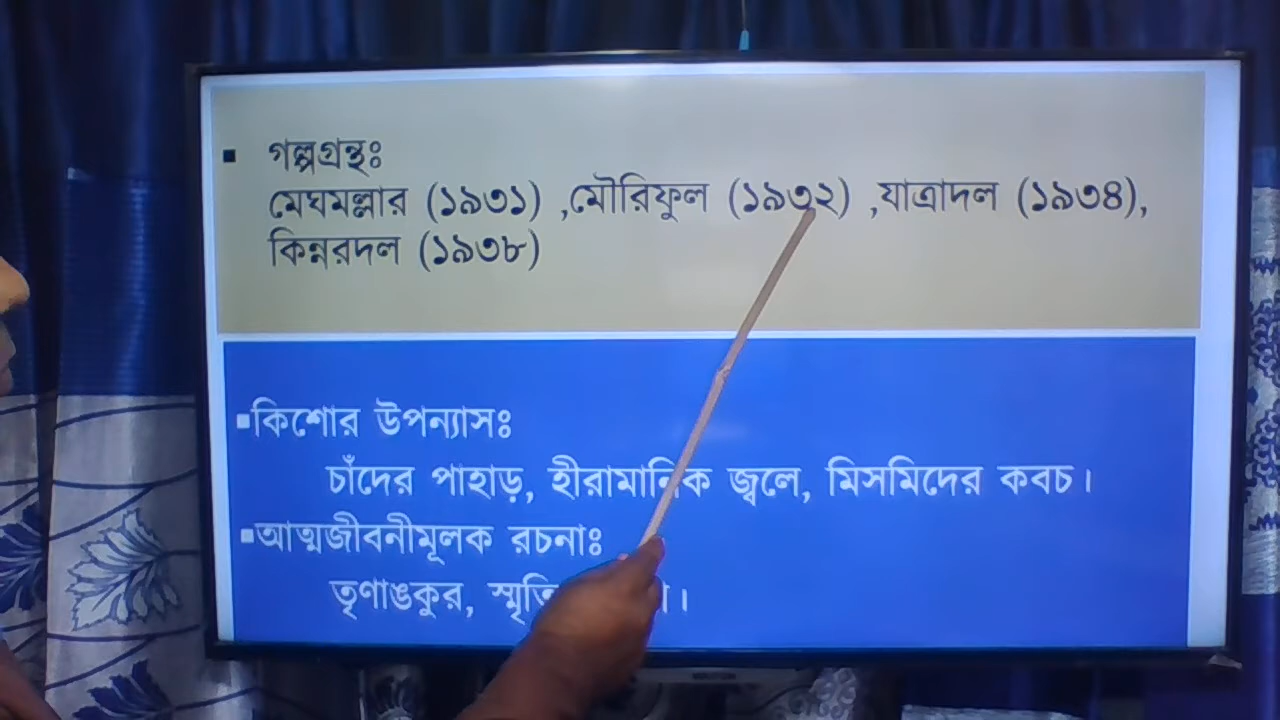 ▪ গল্পগ্রন্থঃ
মেঘমল্লার (১৯৩১) ,মৌরিফুল (১৯৩২) ,যাত্রাদল (১৯৩৪),
কিন্নরদল (১৯৩৮)
▪কিশোর উপন্যাসঃ
চাঁদের পাহাড়, হীরামানিক জ্বলে, মিসমিদের কবচ।
▪আত্মজীবনীমূলক রচনাঃ
তৃণাঙকুর,